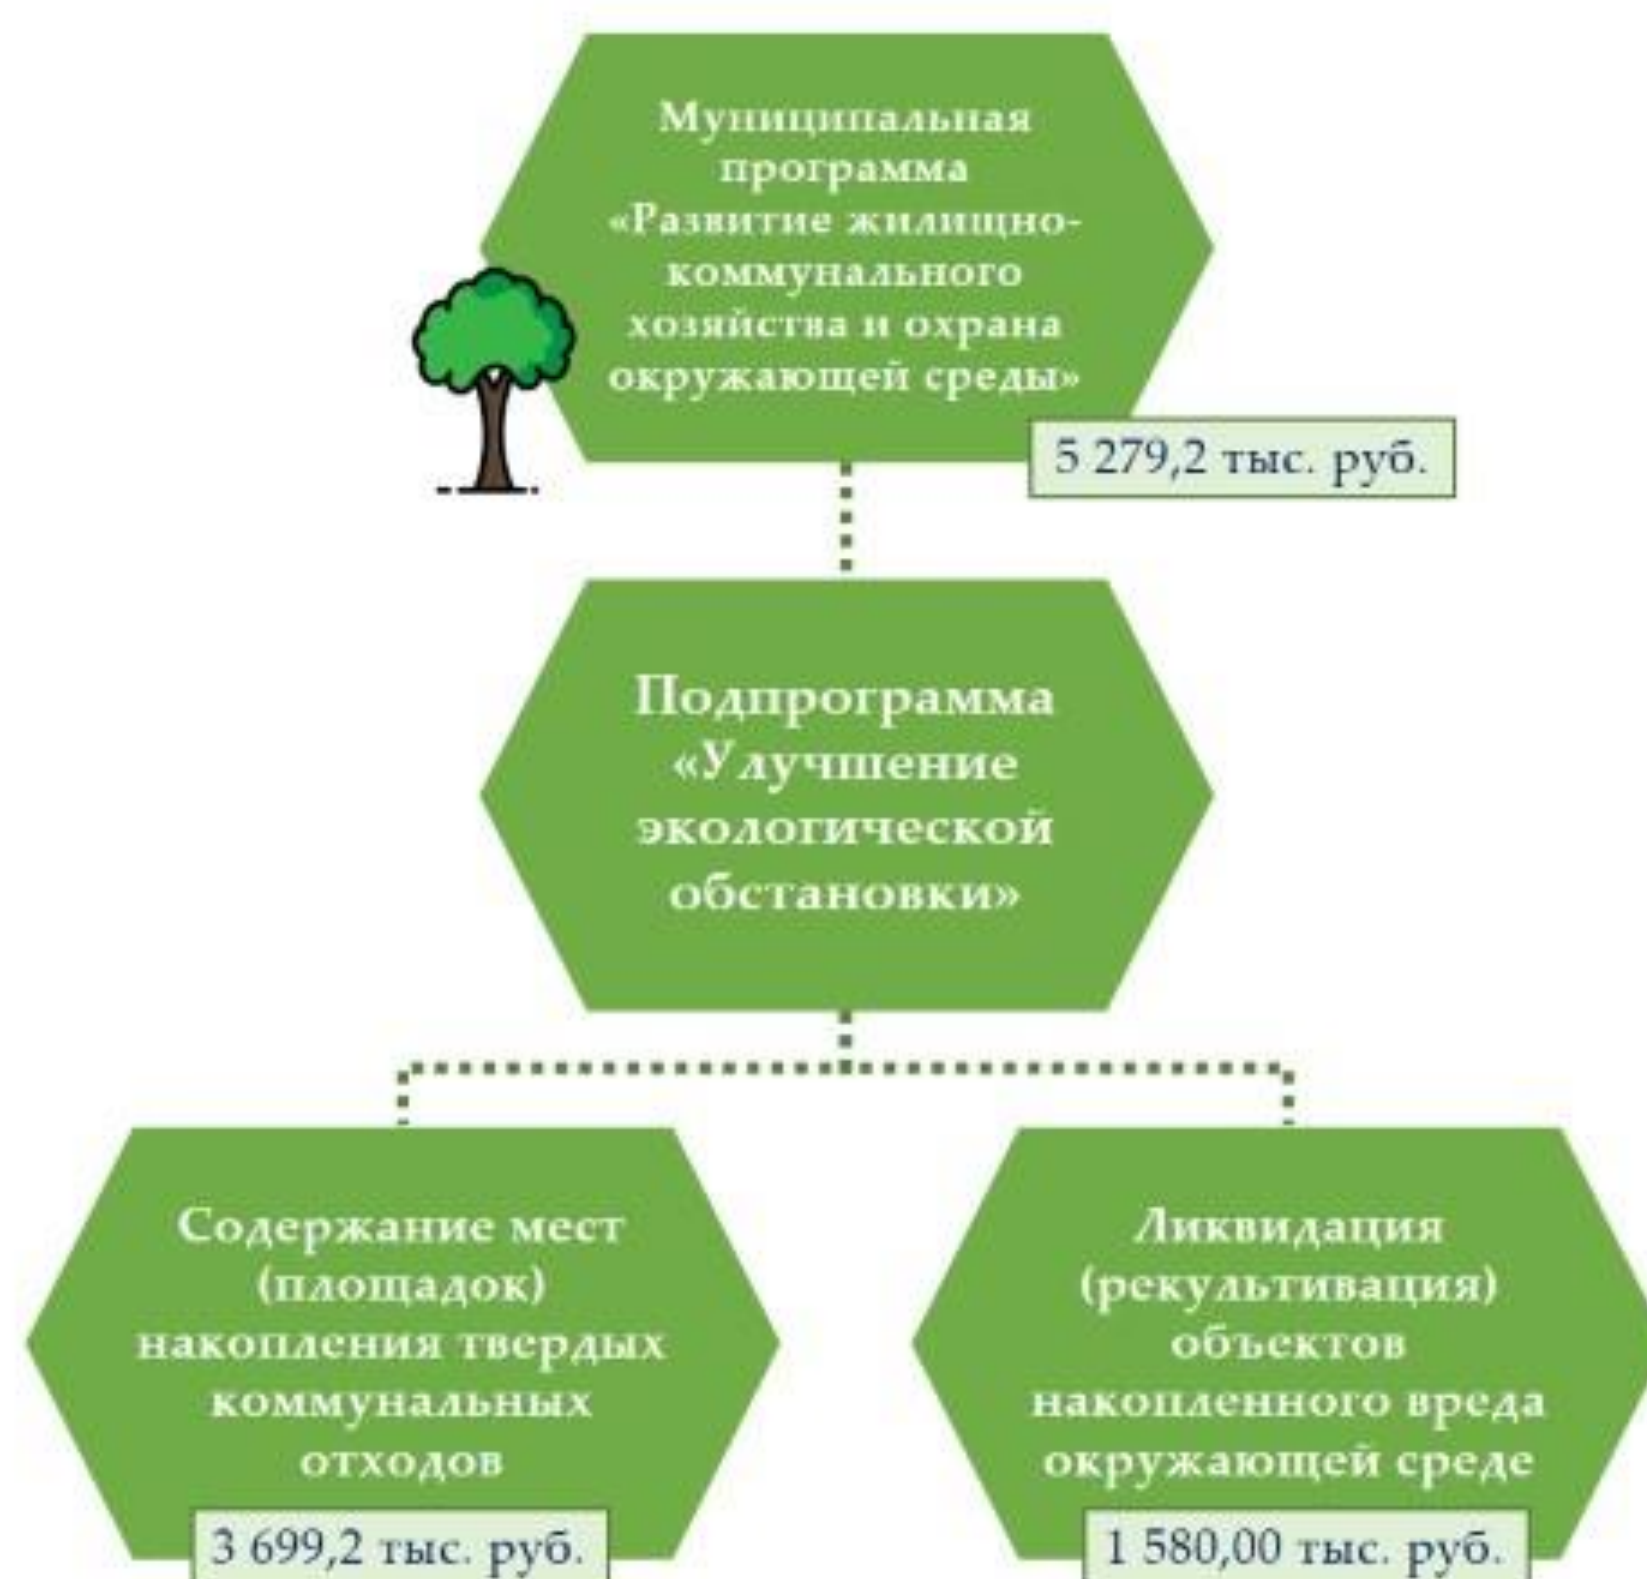 Муниципальная
программа
«Развитие жилищно-
коммунального
хозяйства и охрана
окружающей среды»
5 279,2 тыс. руб.
Подпрограмма
«Улучшение
экологической
обстановки»
Содержание мест
(площадок)
накопления твердых
коммунальных
отходов
3 699,2 тыс. руб.
Ликвидация
(рекультивация)
объектов
накопленного вреда
окружающей среде
1 580,00 тыс. руб.